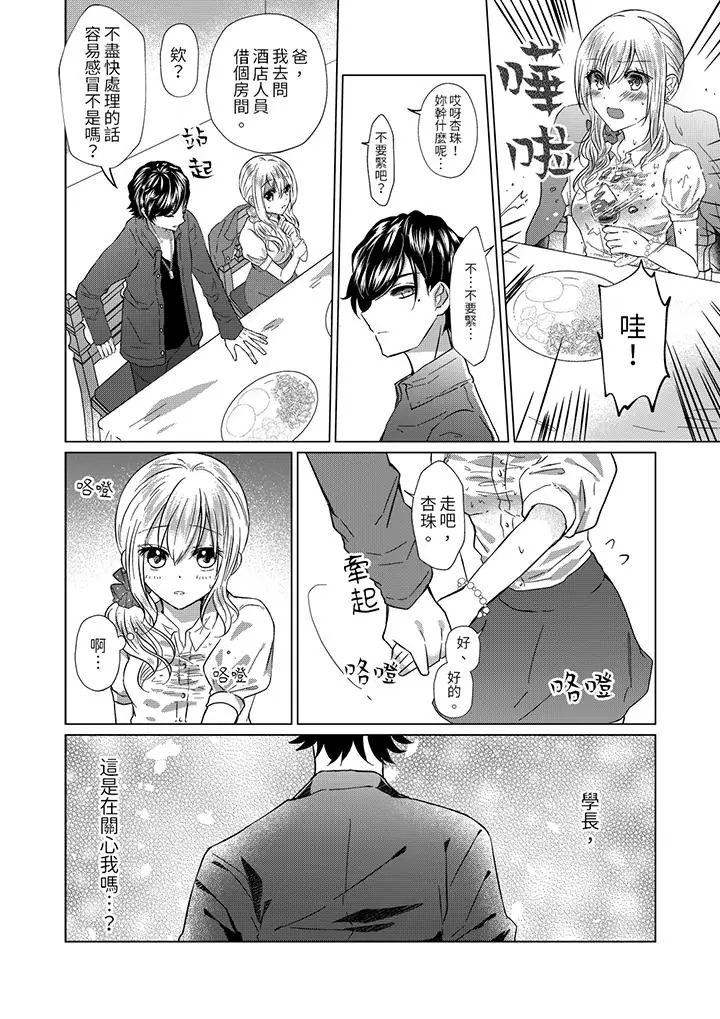 嘩啦
哇！
哎呀杏珠！
妳幹什麼呢…
不要緊吧？
不…不要緊…
爸，
我去問
酒店人員
借個房間。
欸？
站起
不盡快處理的話
容易感冒不是嗎？
走吧，
杏珠。
牽起
好、
好的。
咯噔
咯噔
咯噔
咯噔
啊…
學長，
這是在關心我嗎…？